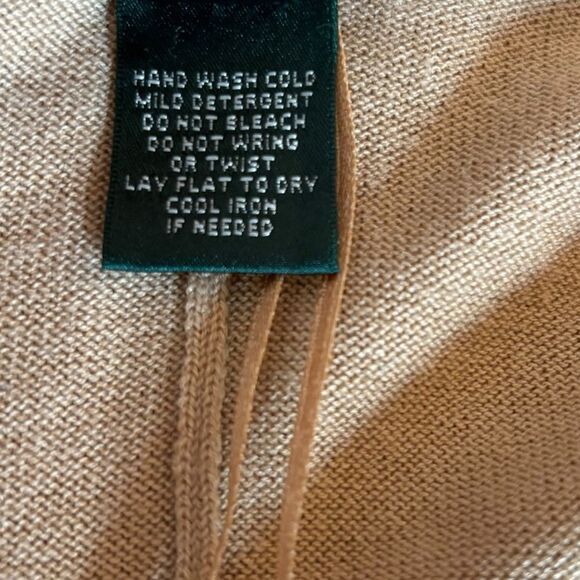 HAND WASH COLD
MILD DETERGENT
DO NOT BLEACH
DO NOT WRING
OR TWIST
LAY FLAT TO DRY
COOL IRON
IF NEEDED